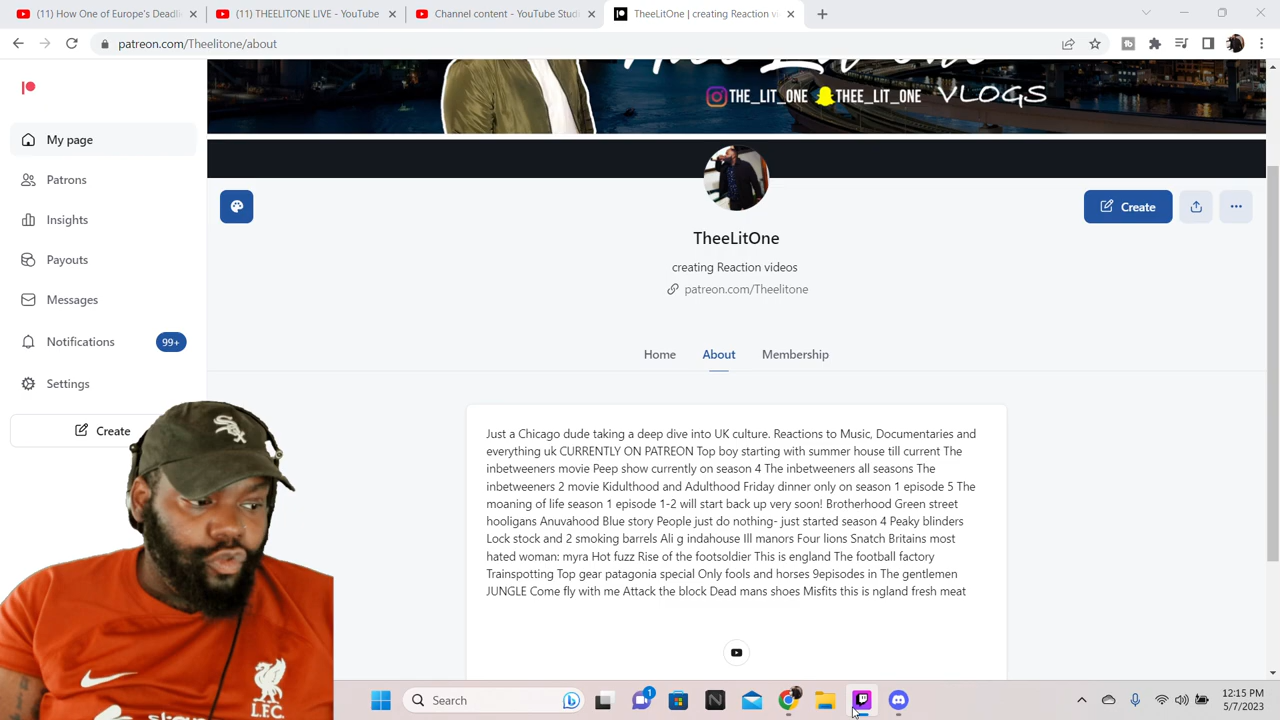 (11) How One of Europe's Deadli
(11) THEELITONE - YouTube
THEELITONE LIVE - YouTube
Channel content - YouTube Stud
TheeLitOne | creating Reaction vi
patreon.com/Theelitone/about
THE_LIT_ONE THEE_LIT_ONE VLOGS
My page
Patrons
Insights
Payouts
Messages
Notifications 99+
Settings
Create
Create
TheeLitOne
creating Reaction videos
patreon.com/Theelitone
Home About Membership
Just a Chicago dude taking a deep dive into UK culture. Reactions to Music, Documentaries and
everything uk CURRENTLY ON PATREON Top boy starting with summer house till current The
inbetweeners movie Peep show currently on season 4 The inbetweeners all seasons The
inbetweeners 2 movie Kidulthood and Adulthood Friday dinner only on season 1 episode 5 The
moaning of life season 1 episode 1-2 will start back up very soon! Brotherhood Green street
hooligans Anuvahood Blue story People just do nothing- just started season 4 Peaky blinders
Lock stock and 2 smoking barrels Ali g indahouse Ill manors Four lions Snatch Britains most
hated woman: myra Hot fuzz Rise of the footsoldier This is england The football factory
Trainspotting Top gear patagonia special Only fools and horses 9episodes in The gentlemen
JUNGLE Come fly with me Attack the block Dead mans shoes Misfits this is ngland fresh meat
L.F.C.
Search
1
12:15 PM
5/7/2023